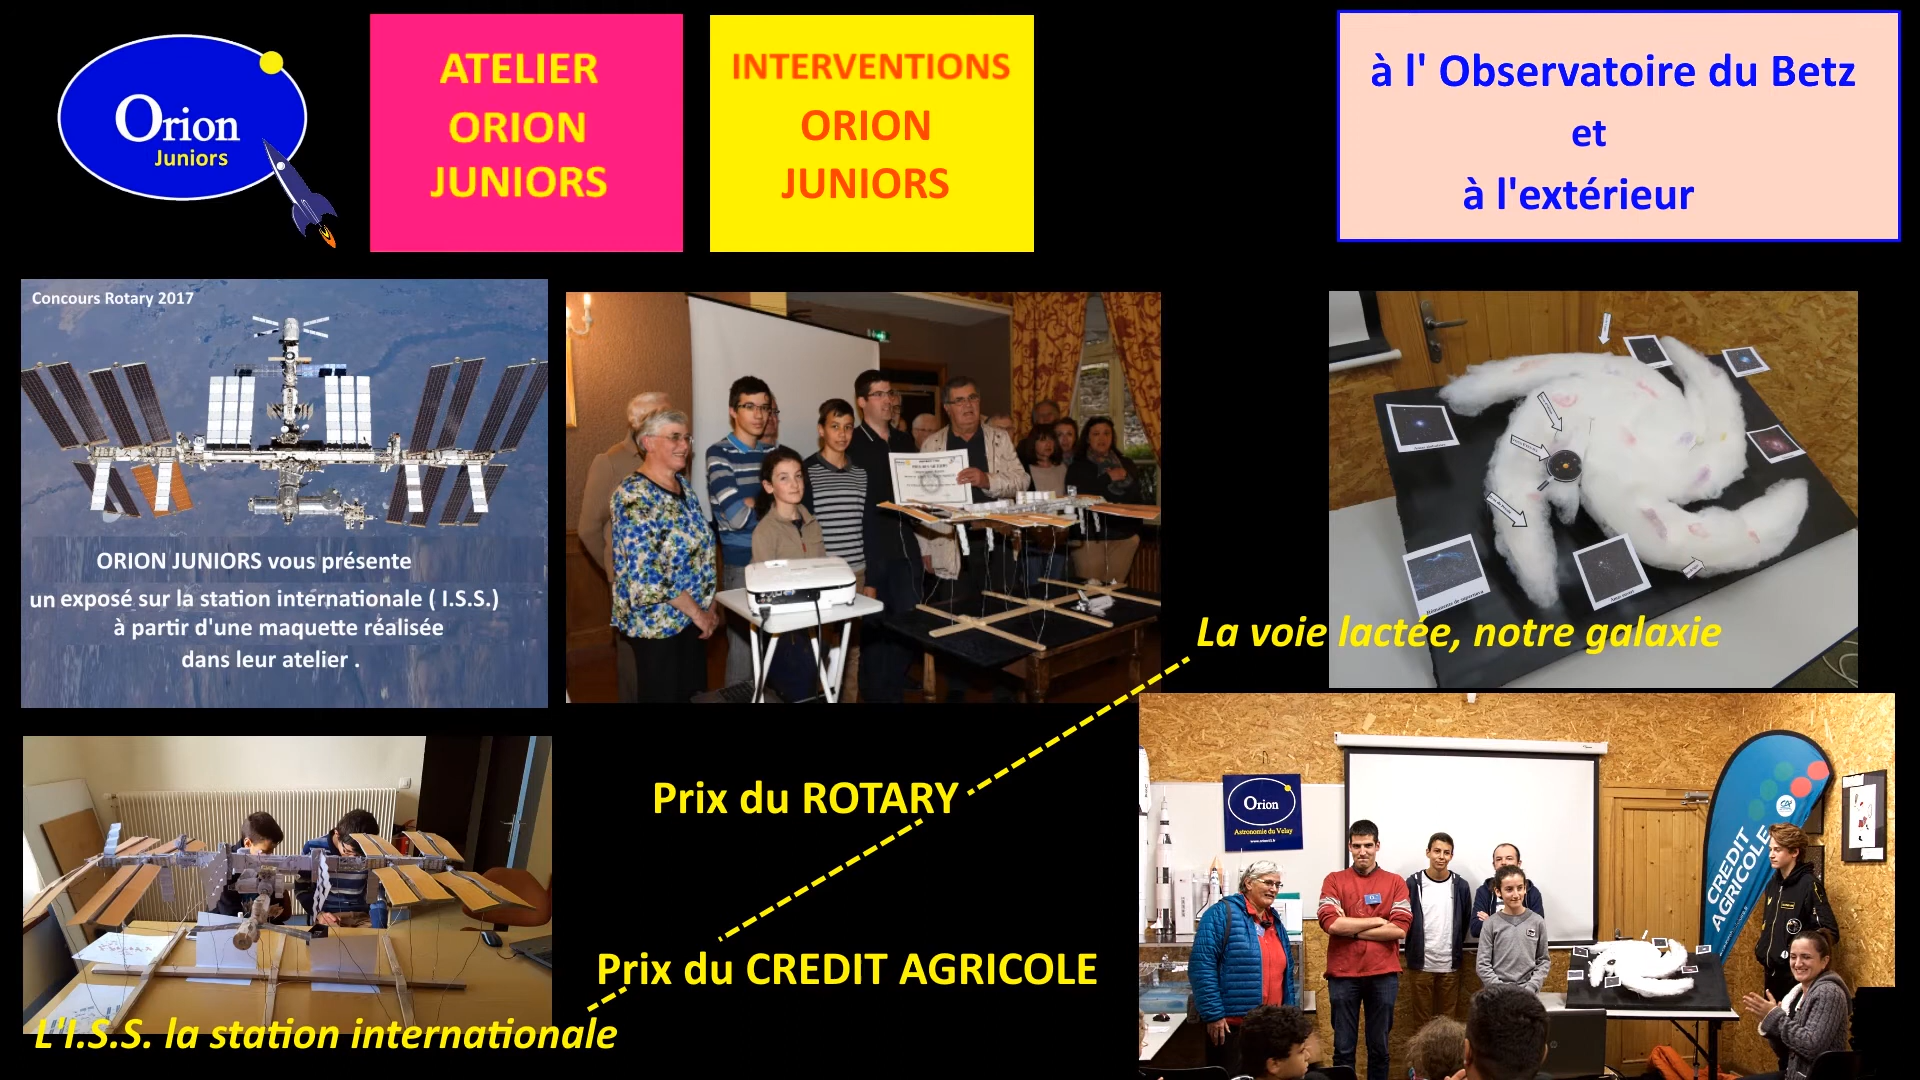 Orion
Juniors
ATELIER
ORION
JUNIORS
INTERVENTIONS
ORION
JUNIORS
à l' Observatoire du Betz
et
à l'extérieur
Concours Rotary 2017
ORION JUNIORS vous présente
un exposé sur la station internationale ( I.S.S.)
à partir d'une maquette réalisée
dans leur atelier .
La voie lactée, notre galaxie
Prix du ROTARY
Prix du CREDIT AGRICOLE
L'I.S.S. la station internationale
Orion
Astronomie du Velay
CREDIT
AGRICOLE